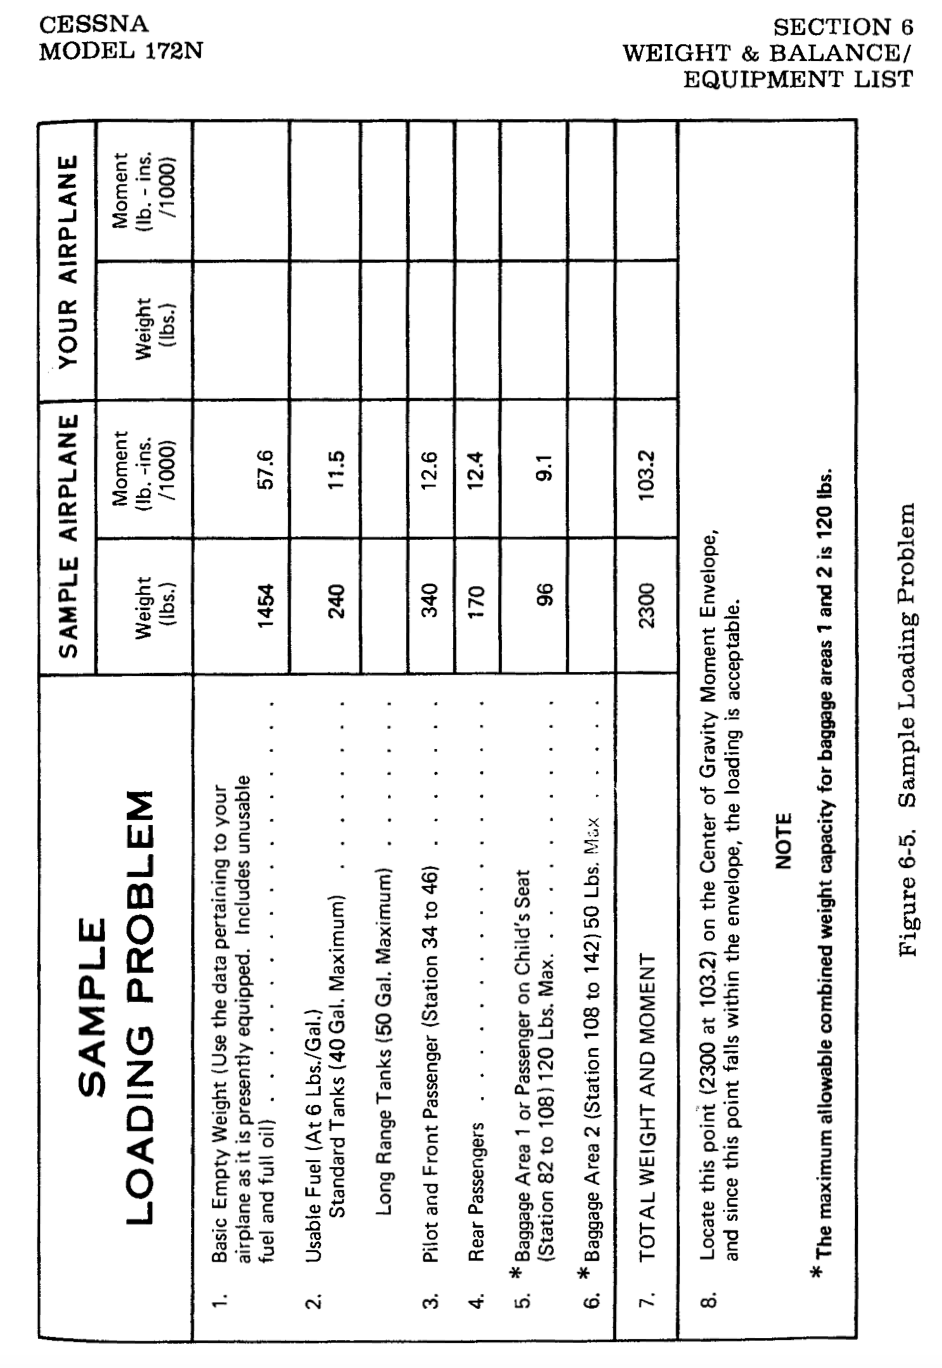 CESSNA
MODEL 172N
SECTION 6
WEIGHT & BALANCE/
EQUIPMENT LIST
SAMPLE
LOADING PROBLEM
SAMPLE AIRPLANE
YOUR AIRPLANE
Weight
(lbs.)
Moment
(lb. -ins.
/1000)
Weight
(lbs.)
Moment
(lb. - ins.
/1000)
1. Basic Empty Weight (Use the data pertaining to your
airplane as it is presently equipped. Includes unusable
fuel and full oil) . . . . . . . . . . . . . . . . . . . 1454 57.6
2. Usable Fuel (At 6 Lbs./Gal.)
Standard Tanks (40 Gal. Maximum) . . . . . . . 240 11.5
Long Range Tanks (50 Gal. Maximum) . . . . . .
3. Pilot and Front Passenger (Station 34 to 46) . . . . . . 340 12.6
4. Rear Passengers . . . . . . . . . . . . . . . . . . 170 12.4
5. * Baggage Area 1 or Passenger on Child's Seat
(Station 82 to 108) 120 Lbs. Max. . . . . . . . . . . . 96 9.1
6. * Baggage Area 2 (Station 108 to 142) 50 Lbs. Max . . . . .
7. TOTAL WEIGHT AND MOMENT 2300 103.2
8. Locate this point (2300 at 103.2) on the Center of Gravity Moment Envelope,
and since this point falls within the envelope, the loading is acceptable.
NOTE
* The maximum allowable combined weight capacity for baggage areas 1 and 2 is 120 lbs.
Figure 6-5. Sample Loading Problem